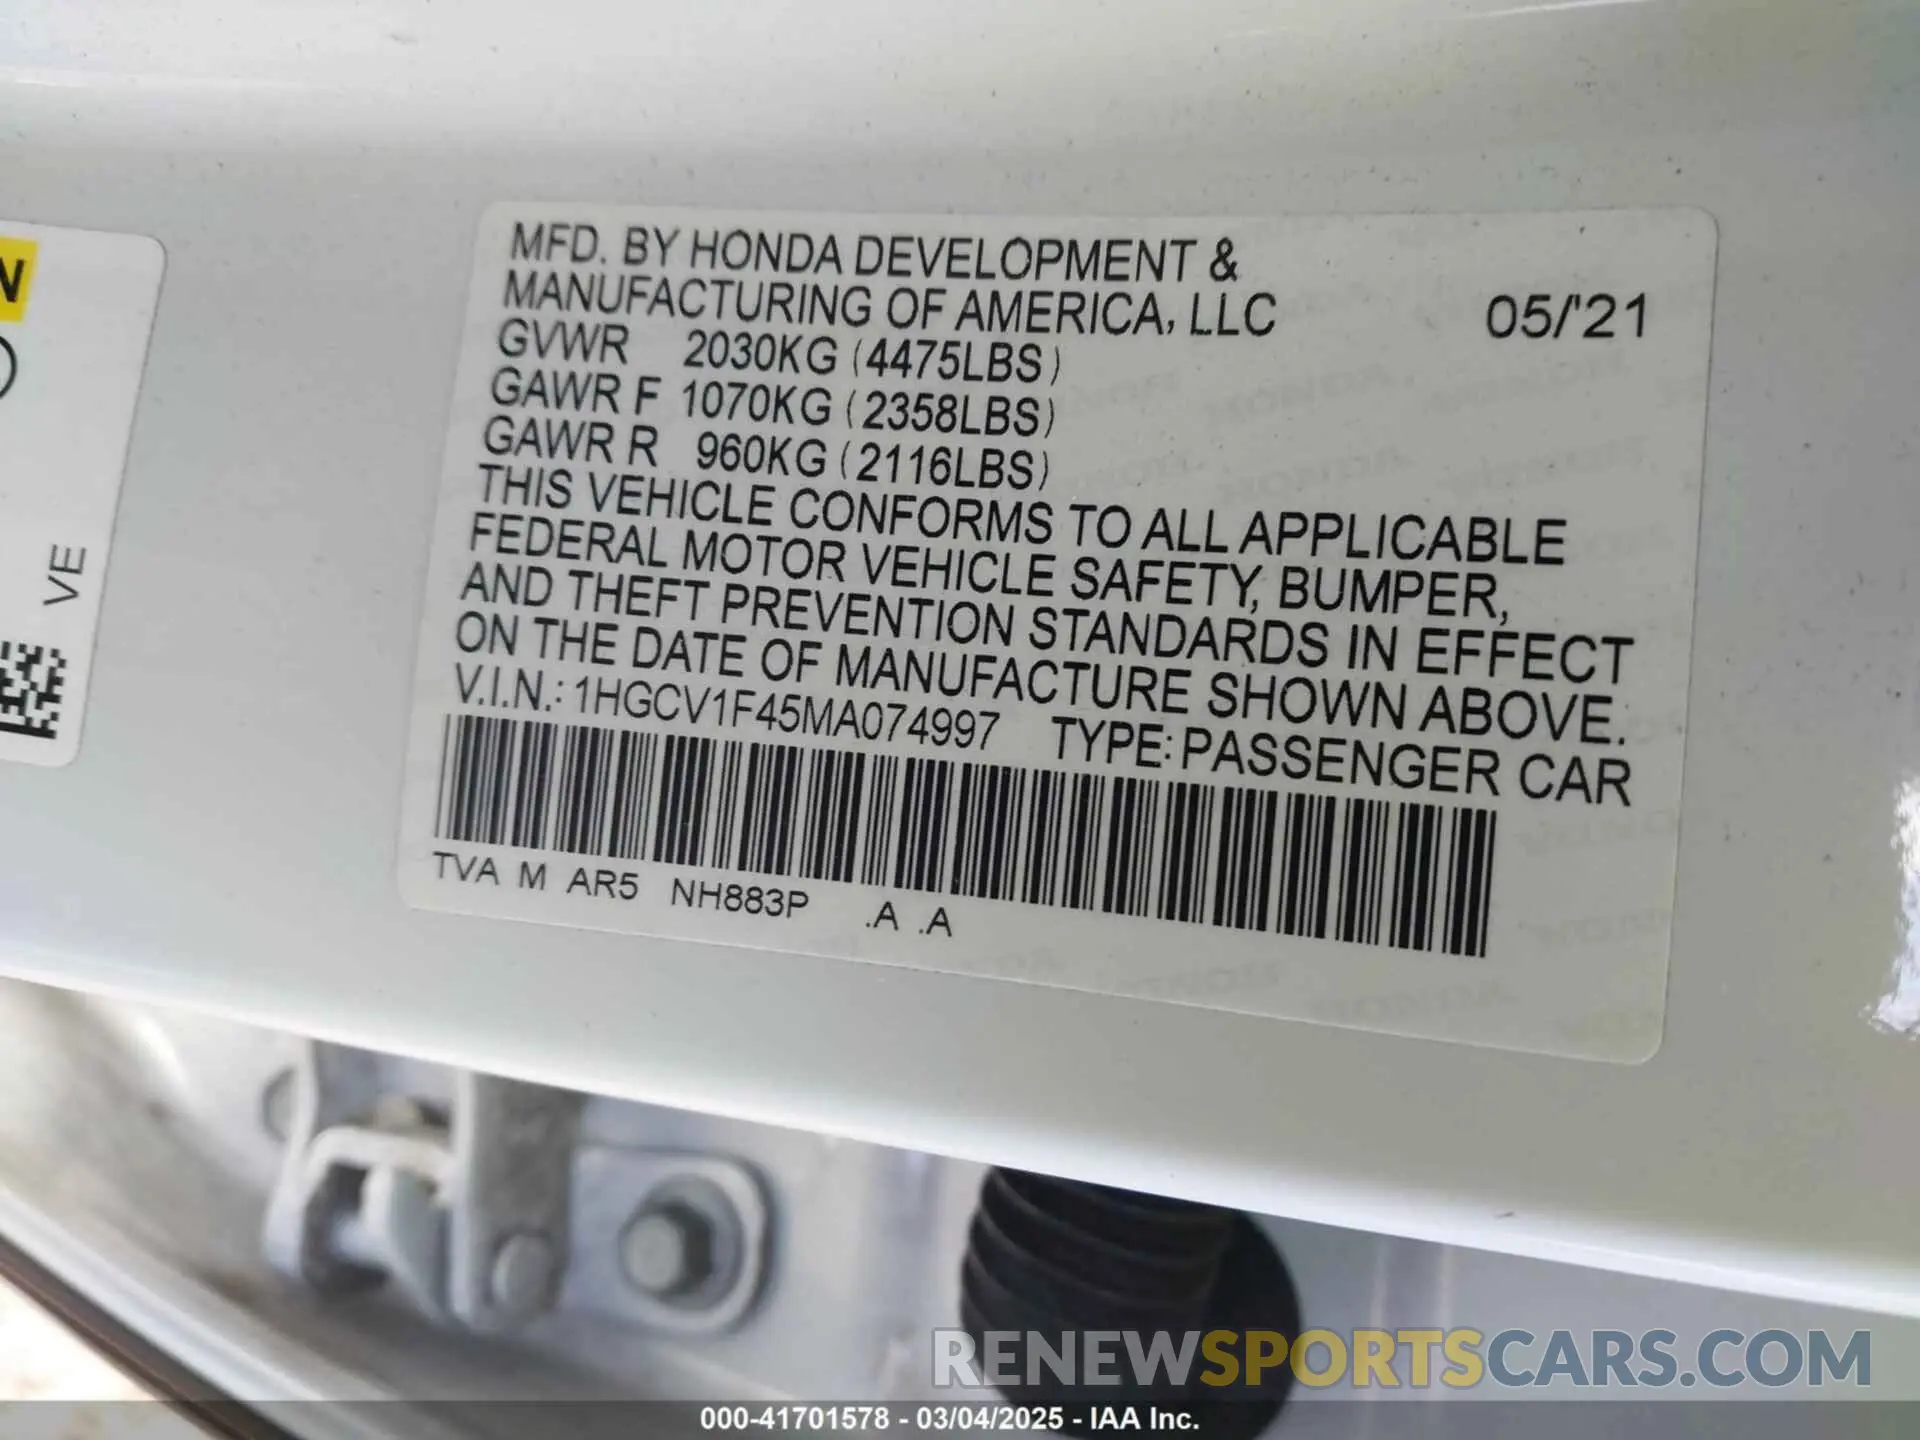 MFD. BY HONDA DEVELOPMENT &
MANUFACTURING OF AMERICA, LLC 05/'21
GVWR 2030KG (4475LBS)
GAWR F 1070KG (2358LBS)
GAWR R 960KG (2116LBS)
THIS VEHICLE CONFORMS TO ALL APPLICABLE
FEDERAL MOTOR VEHICLE SAFETY, BUMPER,
AND THEFT PREVENTION STANDARDS IN EFFECT
ON THE DATE OF MANUFACTURE SHOWN ABOVE.
V.I.N.: 1HGCV1F45MA074997 TYPE: PASSENGER CAR
TVA M AR5 NH883P .A .A
N
VE
RENEWSPORTSCARS.COM
000-41701578 - 03/04/2025 - IAA Inc.